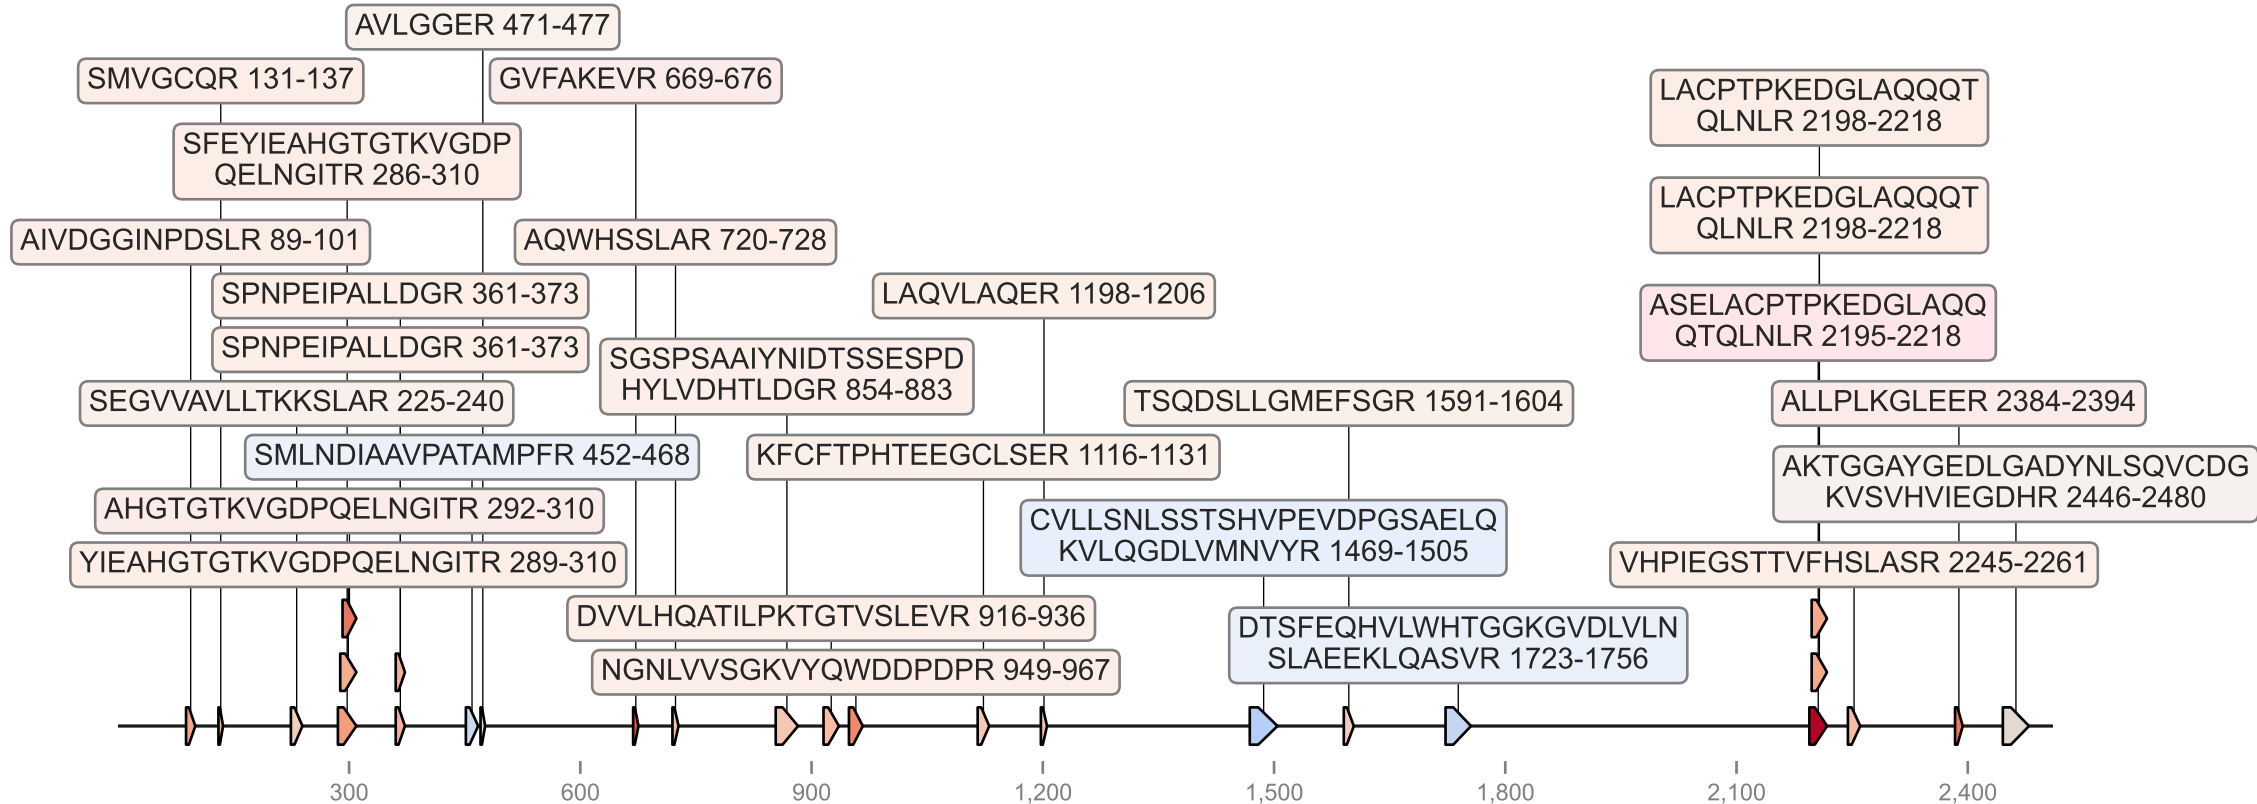 AVLGGER 471-477
SMVGCQR 131-137
GVFAKEVR 669-676
LACPTPKEDGLAQQQT
QLNLR 2198-2218
SFEYIEAHGTGTKVGDP
QELNGITR 286-310
LACPTPKEDGLAQQQT
QLNLR 2198-2218
AIVDGGINPDSLR 89-101
AQWHSSLAR 720-728
SPNPEIPALLDGR 361-373
LAQVLAQER 1198-1206
ASELACPTPKEDGLAQQ
QTQLNLR 2195-2218
SPNPEIPALLDGR 361-373
SGSPSAAIYNIDTSSESPD
HYLVDHTLDGR 854-883
SEGVVAVLLTKKSLAR 225-240
TSQDSLLGMEFSGR 1591-1604
ALLPLKGLEER 2384-2394
SMLNDIAAVPATAMPFR 452-468
KFCFTPHTEEGCLSER 1116-1131
AKTGGAYGEDLGADYNLSQVCDG
KVSVHVIEGDHR 2446-2480
AHGTGTKVGDPQELNGITR 292-310
CVLLSNLSSTSHVPEVDPGSAELQ
KVLQGDLVMNVYR 1469-1505
YIEAHGTGTKVGDPQELNGITR 289-310
VHPIEGSTTVFHSLASR 2245-2261
DVVLHQATILPKTGTVSLEVR 916-936
DTSFEQHVLWHTGGKGVDLVLN
SLAEEKLQASVR 1723-1756
NGNLVVSGKVYQWDDPDPR 949-967
300
600
900
1,200
1,500
1,800
2,100
2,400